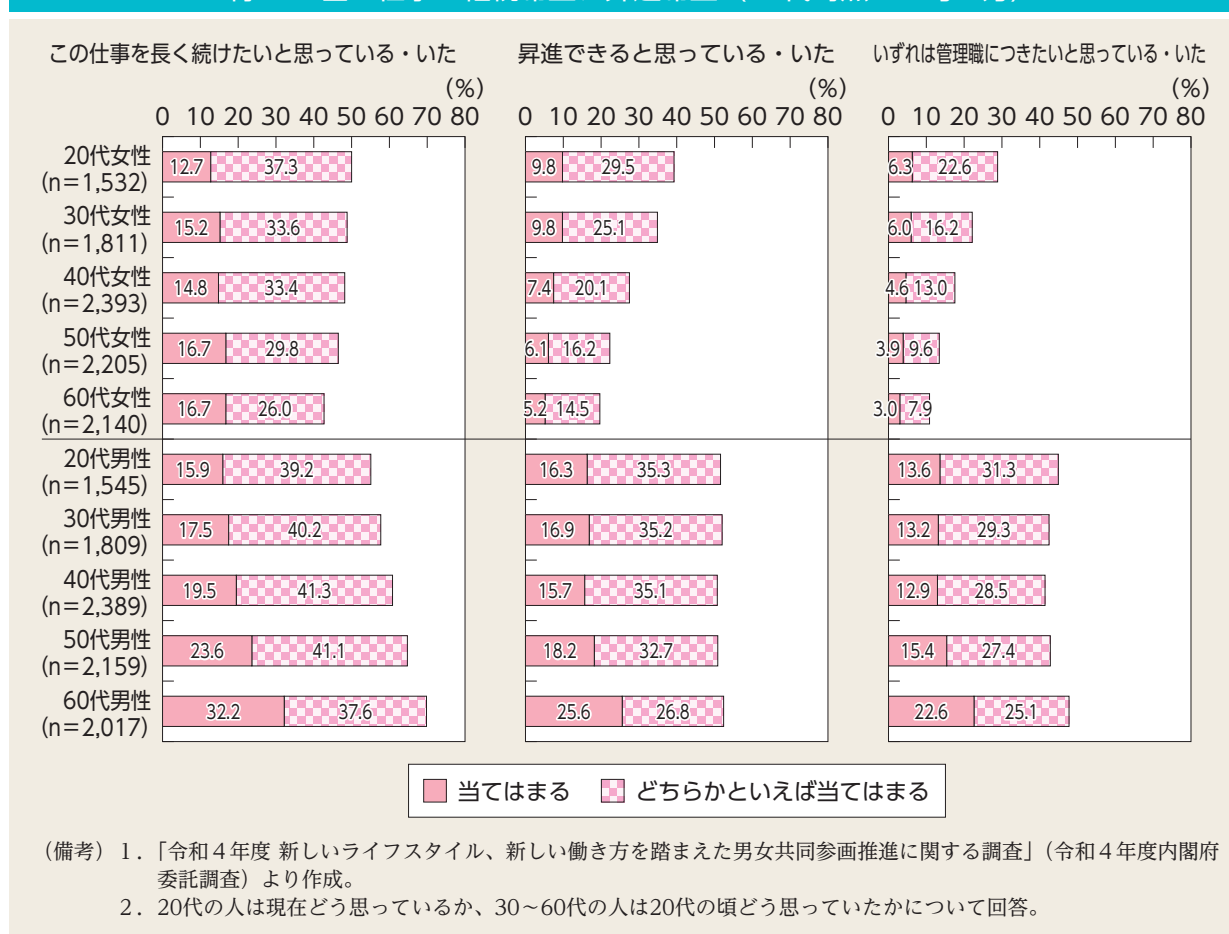 この仕事を長く続けたいと思っている・いた
昇進できると思っている・いた
いずれは管理職につきたいと思っている・いた
(%)
(%)
(%)
0 10 20 30 40 50 60 70 80
0 10 20 30 40 50 60 70 80
0 10 20 30 40 50 60 70 80
20代女性
(n=1,532)
12.7 37.3 9.8 29.5 6.3 22.6
30代女性
(n=1,811)
15.2 33.6 9.8 25.1 6.0 16.2
40代女性
(n=2,393)
14.8 33.4 7.4 20.1 4.6 13.0
50代女性
(n=2,205)
16.7 29.8 6.1 16.2 3.9 9.6
60代女性
(n=2,140)
16.7 26.0 5.2 14.5 3.0 7.9
20代男性
(n=1,545)
15.9 39.2 16.3 35.3 13.6 31.3
30代男性
(n=1,809)
17.5 40.2 16.9 35.2 13.2 29.3
40代男性
(n=2,389)
19.5 41.3 15.7 35.1 12.9 28.5
50代男性
(n=2,159)
23.6 41.1 18.2 32.7 15.4 27.4
60代男性
(n=2,017)
32.2 37.6 25.6 26.8 22.6 25.1
当てはまる どちらかといえば当てはまる
(備考)1.「令和4年度 新しいライフスタイル、新しい働き方を踏まえた男女共同参画推進に関する調査」(令和4年度内閣府
委託調査)より作成。
2.20代の人は現在どう思っているか、30~60代の人は20代の頃どう思っていたかについて回答。